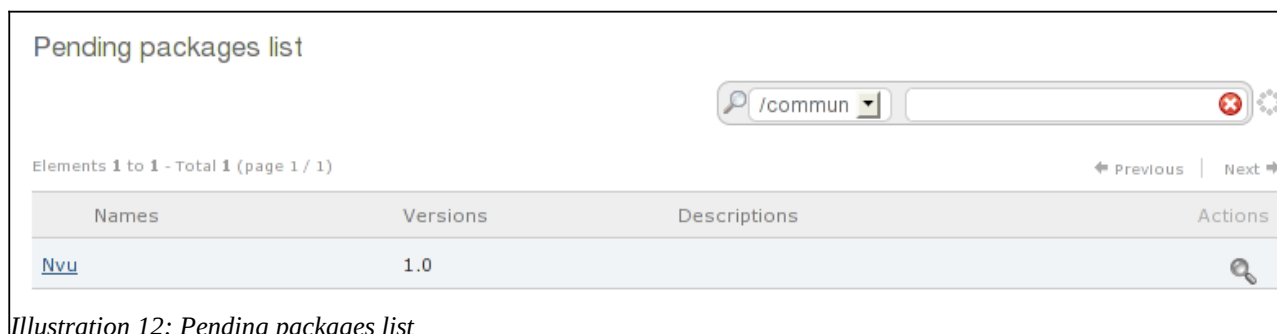 Pending packages list
/commun
Elements 1 to 1 - Total 1 (page 1 / 1)
Previous | Next
Names Versions Descriptions Actions
Nvu 1.0
Illustration 12: Pending packages list